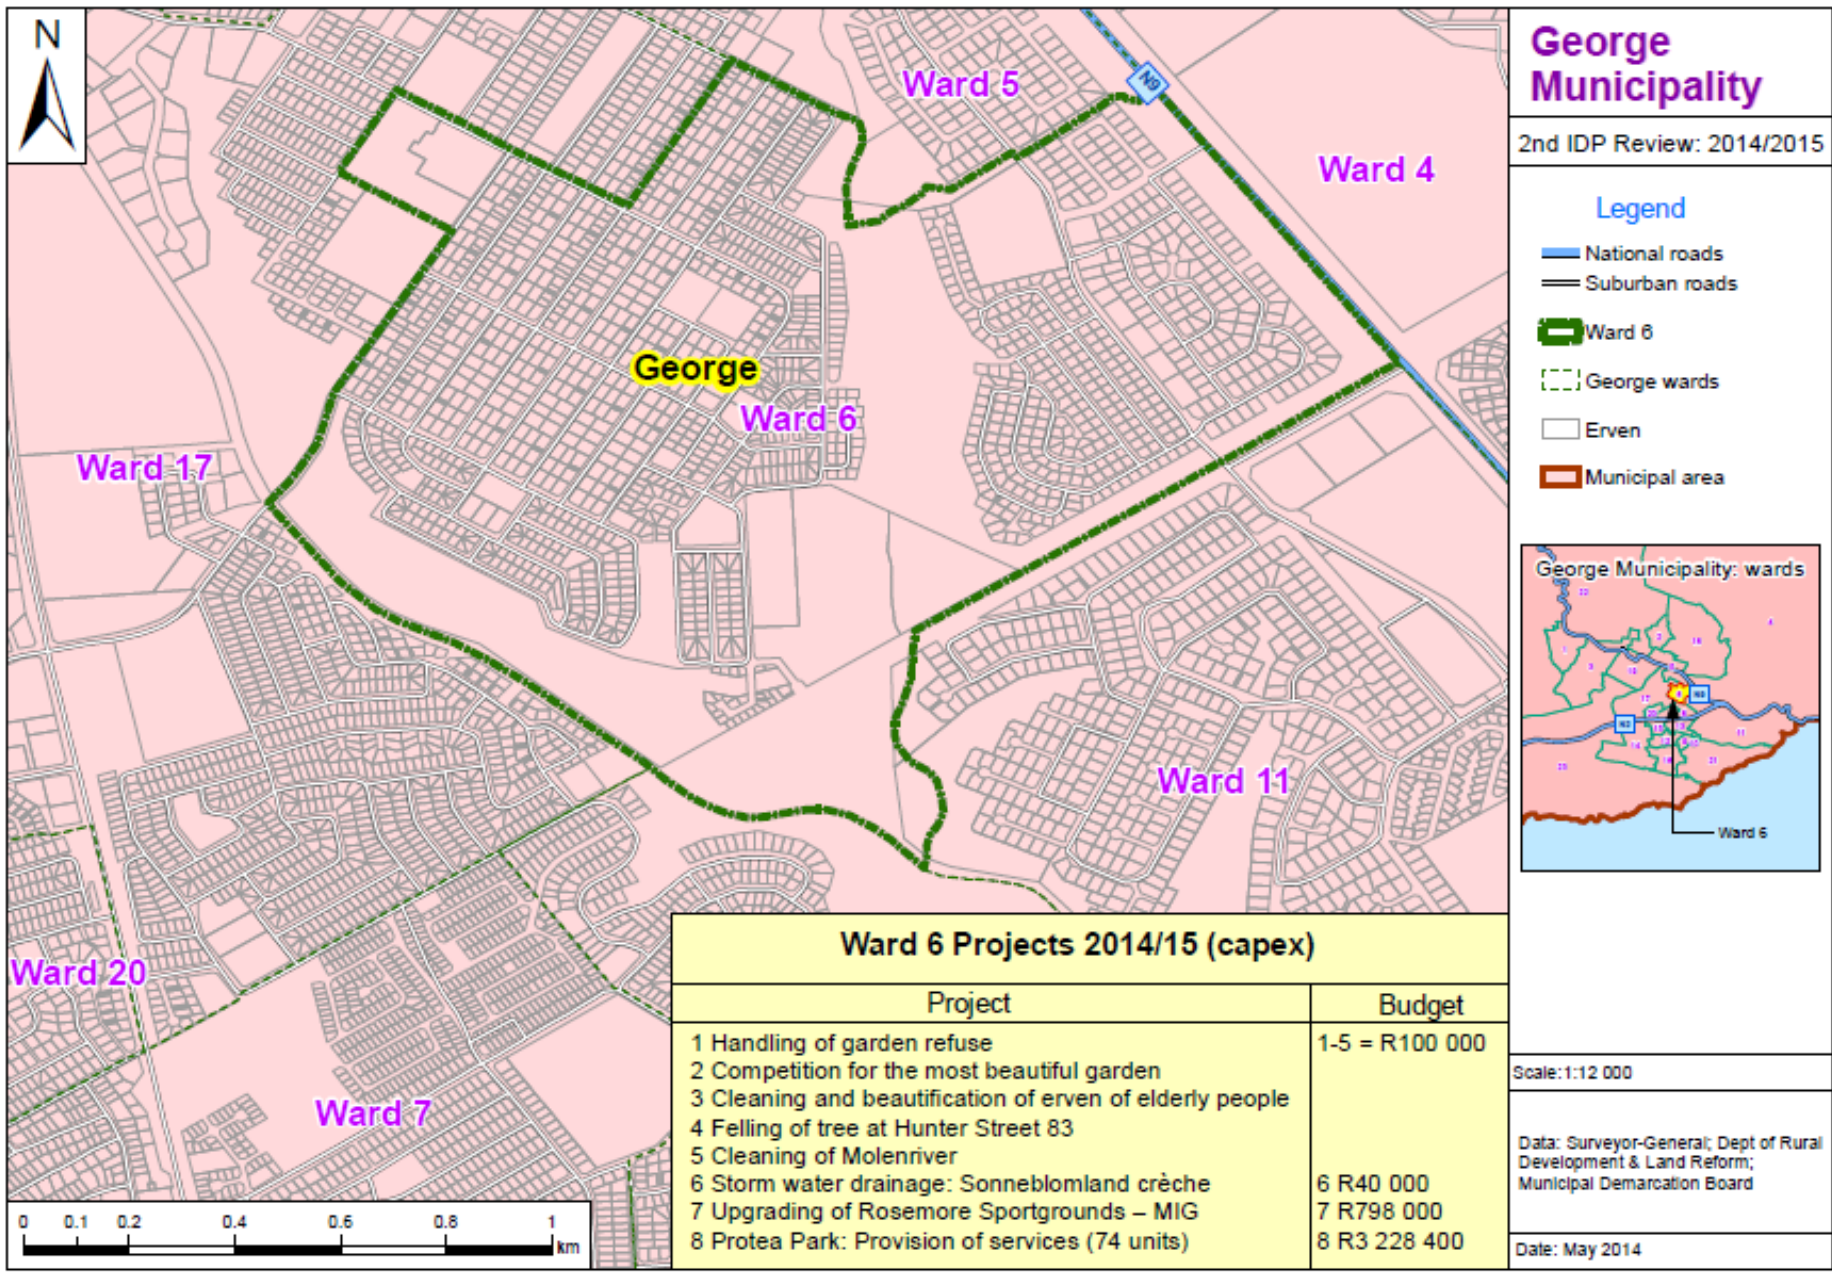 N
Ward 5
N9
Ward 4
George
Ward 6
Ward 17
Ward 11
Ward 20
Ward 7
0 0.1 0.2 0.4 0.6 0.8 1
km
Ward 6 Projects 2014/15 (capex)
Project Budget
1 Handling of garden refuse 1-5 = R100 000
2 Competition for the most beautiful garden
3 Cleaning and beautification of erven of elderly people
4 Felling of tree at Hunter Street 83
5 Cleaning of Molenriver
6 Storm water drainage: Sonneblomland crèche 6 R40 000
7 Upgrading of Rosemore Sportgrounds – MIG 7 R798 000
8 Protea Park: Provision of services (74 units) 8 R3 228 400
George
Municipality
2nd IDP Review: 2014/2015
Legend
National roads
Suburban roads
Ward 6
George wards
Erven
Municipal area
George Municipality: wards
Ward 6
Scale:1:12 000
Data: Surveyor-General; Dept of Rural
Development & Land Reform;
Municipal Demarcation Board
Date: May 2014